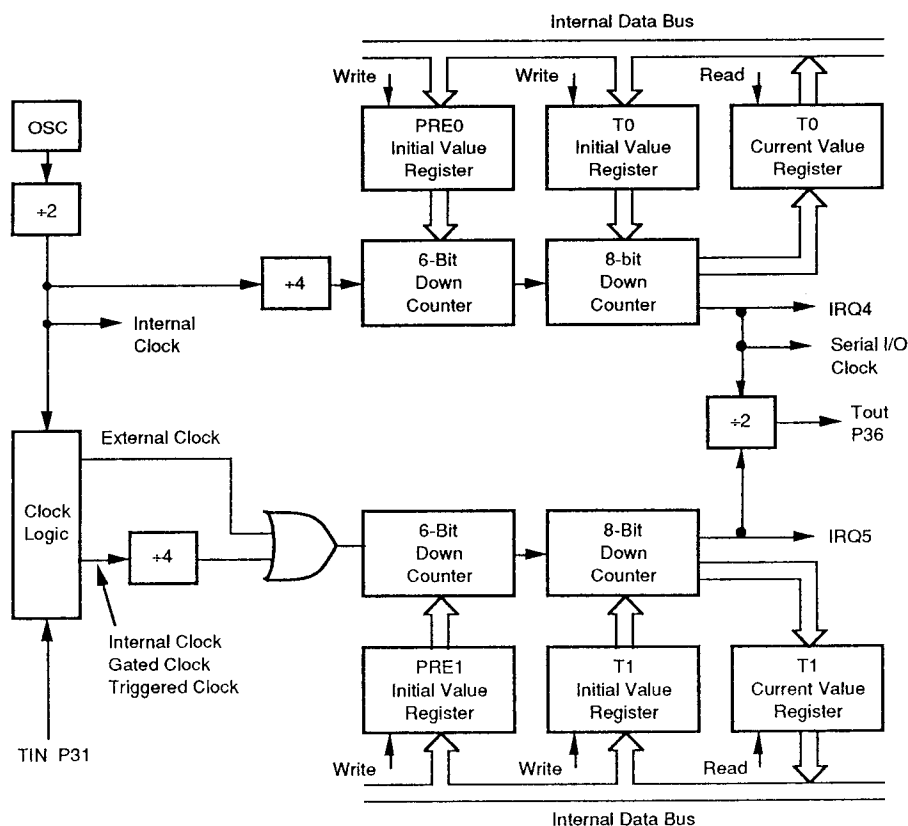 Internal Data Bus
Write
Write
Read
OSC
PRE0
Initial Value
Register
T0
Initial Value
Register
T0
Current Value
Register
÷2
÷4
6-Bit
Down
Counter
8-bit
Down
Counter
Internal
Clock
IRQ4
Serial I/O
Clock
÷2
Tout
P36
External Clock
Clock
Logic
÷4
6-Bit
Down
Counter
8-Bit
Down
Counter
IRQ5
Internal Clock
Gated Clock
Triggered Clock
PRE1
Initial Value
Register
T1
Initial Value
Register
T1
Current Value
Register
TIN P31
Write
Write
Read
Internal Data Bus